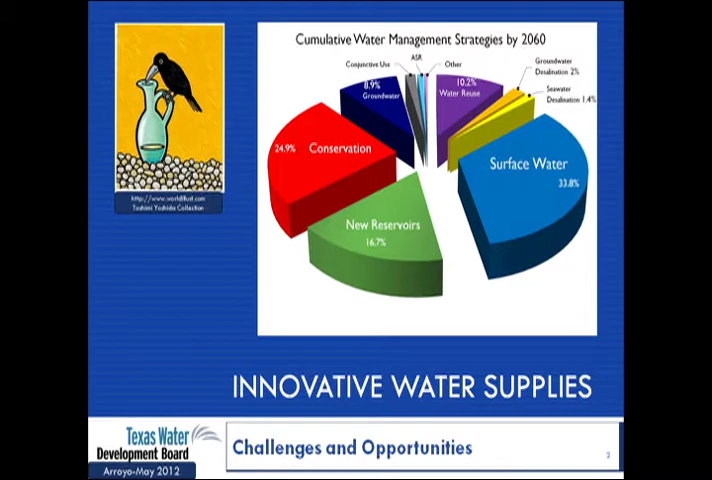 Cumulative Water Management Strategies by 2060
Conjunctive Use
ASR
Other
Groundwater
Desalination 2%
Seawater
Desalination 1.4%
8.9%
Groundwater
10.2%
Water Reuse
24.9%
Conservation
Surface Water
33.8%
New Reservoirs
16.7%
http://www.worldillust.com
Toshimi Yoshida Collection
INNOVATIVE WATER SUPPLIES
Texas Water
Development Board
Challenges and Opportunities
2
Arroyo-May 2012